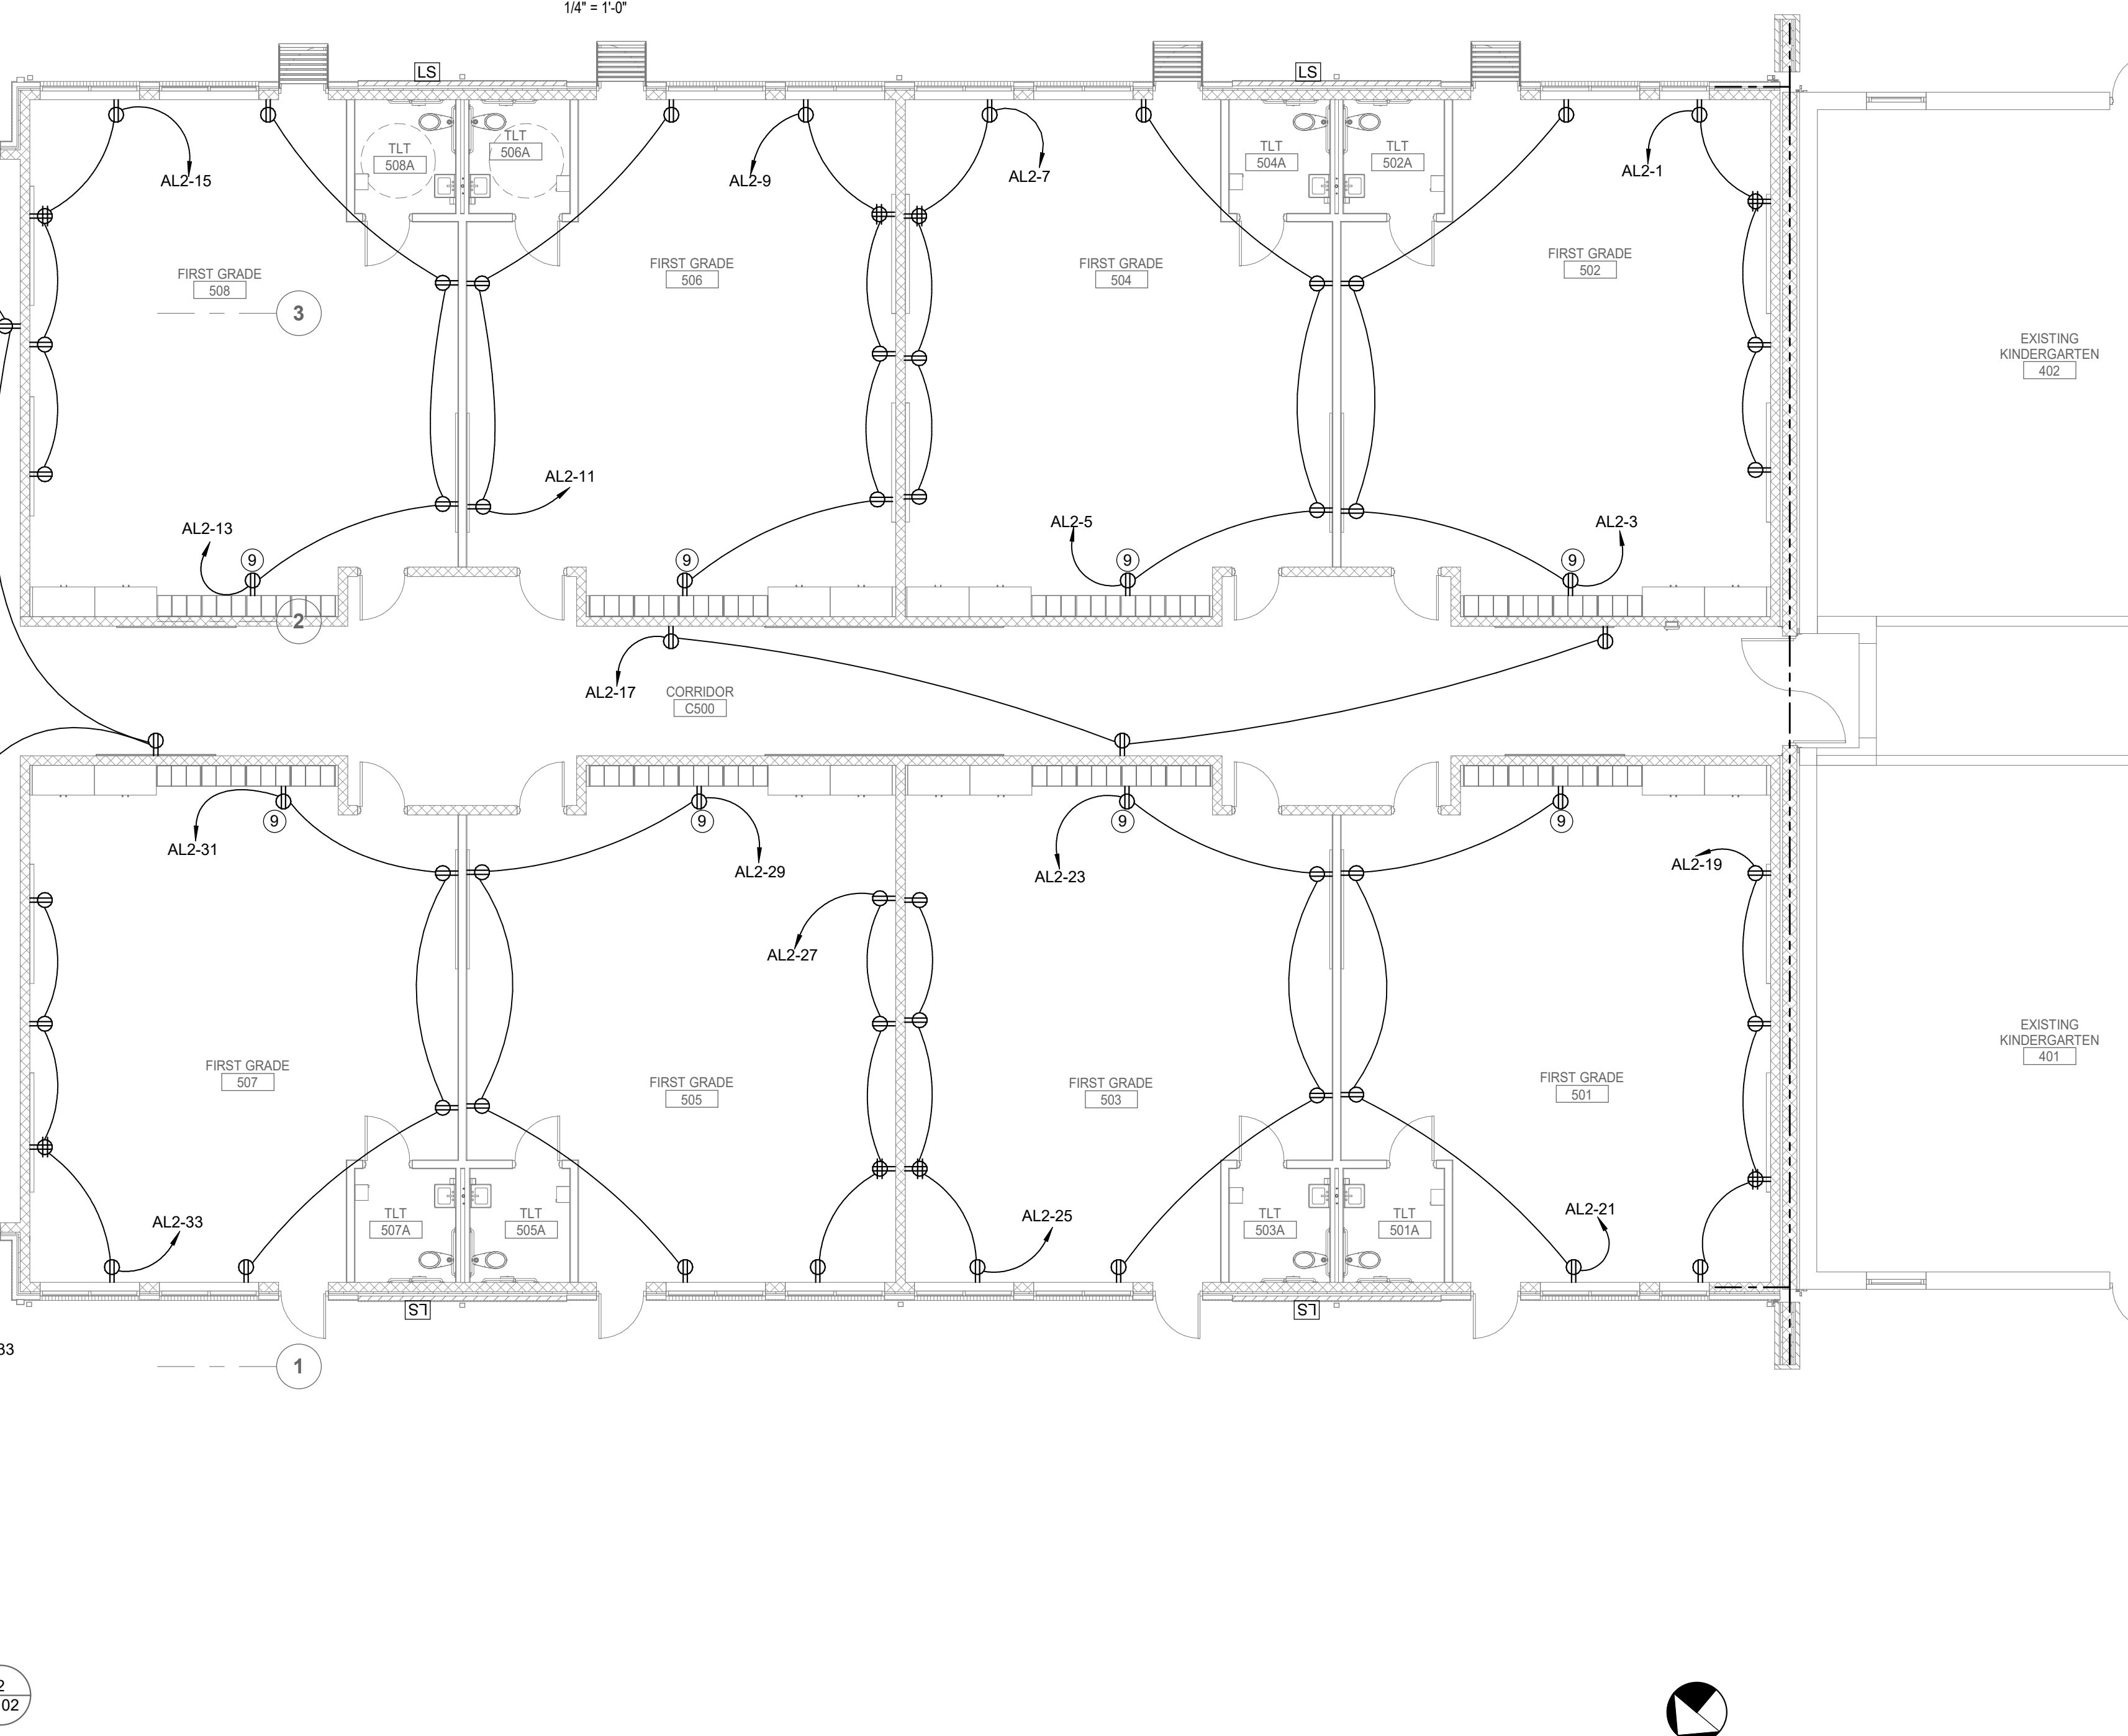 1/4" = 1'-0"
LS
LS
TLT
508A
TLT
506A
TLT
504A
TLT
502A
AL2-15
AL2-9
AL2-7
AL2-1
FIRST GRADE
508
FIRST GRADE
506
FIRST GRADE
504
FIRST GRADE
502
3
EXISTING
KINDERGARTEN
402
AL2-11
AL2-13
AL2-5
AL2-3
9
9
9
9
2
AL2-17
CORRIDOR
C500
9
9
9
9
AL2-31
AL2-29
AL2-23
AL2-19
AL2-27
FIRST GRADE
507
FIRST GRADE
505
FIRST GRADE
503
FIRST GRADE
501
EXISTING
KINDERGARTEN
401
AL2-33
AL2-25
AL2-21
TLT
507A
TLT
505A
TLT
503A
TLT
501A
LS
LS
33
1
2
02